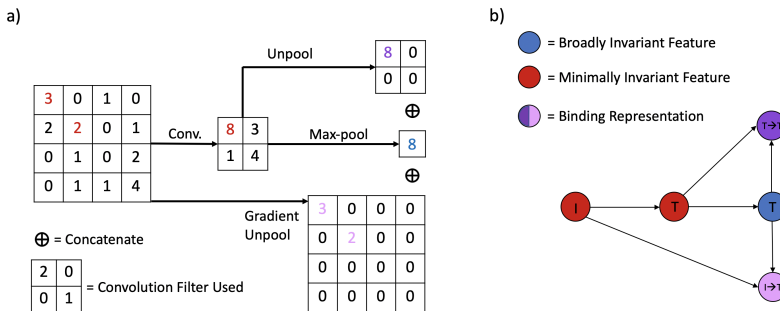 a)
Unpool
8 0
0 0
3 0 1 0
2 2 0 1
0 1 0 2
0 1 1 4
Conv.
8 3
1 4
Max-pool
8
Gradient
Unpool
3 0 0 0
0 2 0 0
0 0 0 0
0 0 0 0
= Concatenate
2 0
0 1
= Convolution Filter Used
b)
= Broadly Invariant Feature
= Minimally Invariant Feature
= Binding Representation
T→T
I
T
T
I→T